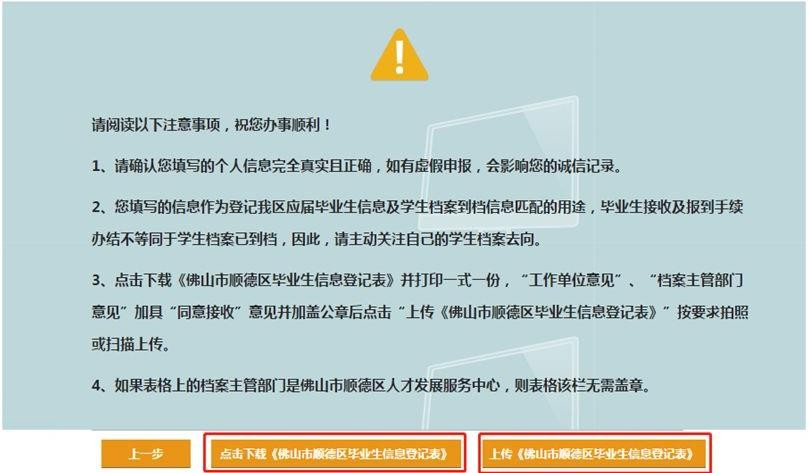 请阅读以下注意事项，祝您办事顺利！
1、请确认您填写的个人信息完全真实且正确，如有虚假申报，会影响您的诚信记录。
2、您填写的信息作为登记我区应届毕业生信息及学生档案到档信息匹配的用途，毕业生接收及报到手续
办结不等同于学生档案已到档，因此，请主动关注自己的学生档案去向。
3、点击下载《佛山市顺德区毕业生信息登记表》并打印一式一份，“工作单位意见”、“档案主管部门
意见”加具“同意接收”意见并加盖公章后点击“上传《佛山市顺德区毕业生信息登记表》”按要求拍照
或扫描上传。
4、如果表格上的档案主管部门是佛山市顺德区人才发展服务中心，则表格该栏无需盖章。
上一步 点击下载《佛山市顺德区毕业生信息登记表》 上传《佛山市顺德区毕业生信息登记表》